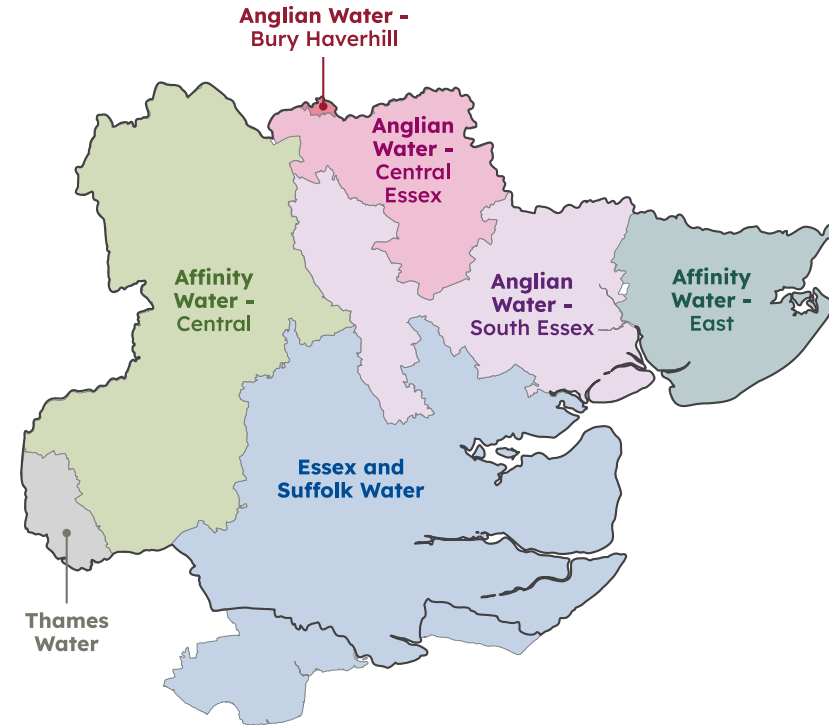 Anglian Water -
Bury Haverhill
Anglian
Water -
Central
Essex
Affinity
Water -
Central
Anglian
Water -
South Essex
Affinity
Water -
East
Essex and
Suffolk Water
Thames
Water